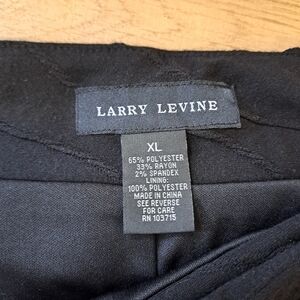 LARRY LEVINE
XL
65% POLYESTER
33% RAYON
2% SPANDEX
LINING:
100% POLYESTER
MADE IN CHINA
SEE REVERSE
FOR CARE
RN 103715